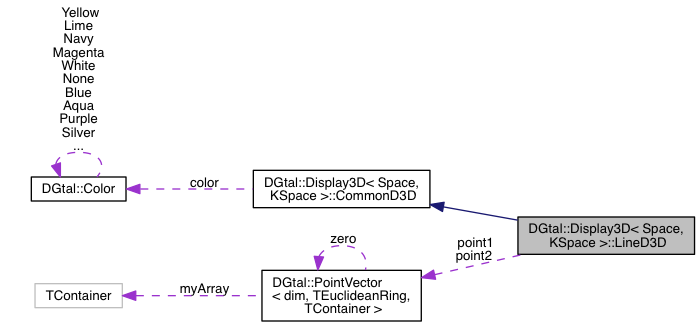 Yellow
Lime
Navy
Magenta
White
None
Blue
Aqua
Purple
Silver
...
DGtal::Color
color
DGtal::Display3D< Space,
KSpace >::CommonD3D
DGtal::Display3D< Space,
KSpace >::LineD3D
zero
point1
point2
TContainer
myArray
DGtal::PointVector
< dim, TEuclideanRing,
TContainer >